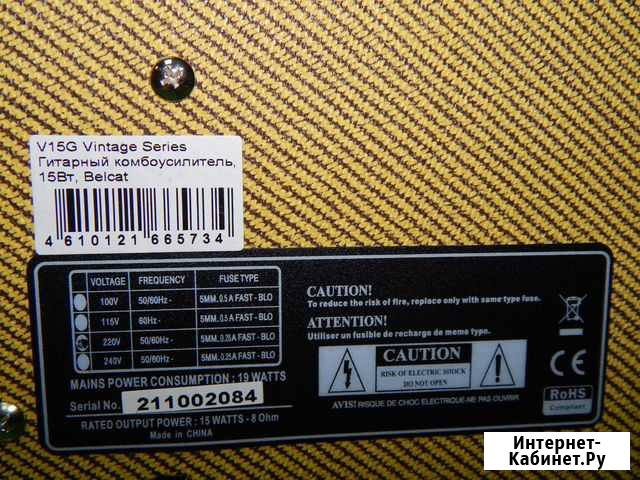 V15G Vintage Series
Гитарный комбоусилитель,
15Вт, Belcat
4 610121 665734
VOLTAGE FREQUENCY FUSE TYPE
100V 50/60Hz~ 5MM, 0.5A FAST - BLO
115V 60Hz~ 5MM, 0.5A FAST - BLO
220V 50/60Hz~ 5MM, 0.25A FAST - BLO
240V 50/60Hz~ 5MM, 0.25A FAST - BLO
MAINS POWER CONSUMPTION : 19 WATTS
Serial No. 211002084
RATED OUTPUT POWER : 15 WATTS - 8 Ohm
Made in CHINA
CAUTION!
To reduce the risk of fire, replace only with same type fuse.
ATTENTION!
Utiliser un fusible de recharge de meme type.
CAUTION
RISK OF ELECTRIC SHOCK
DO NOT OPEN
AVIS! RISQUE DE CHOC ELECTRIQUE-NE PAS OUVRIR
CE
RoHS
Compliant
Интернет-
Кабинет.Ру